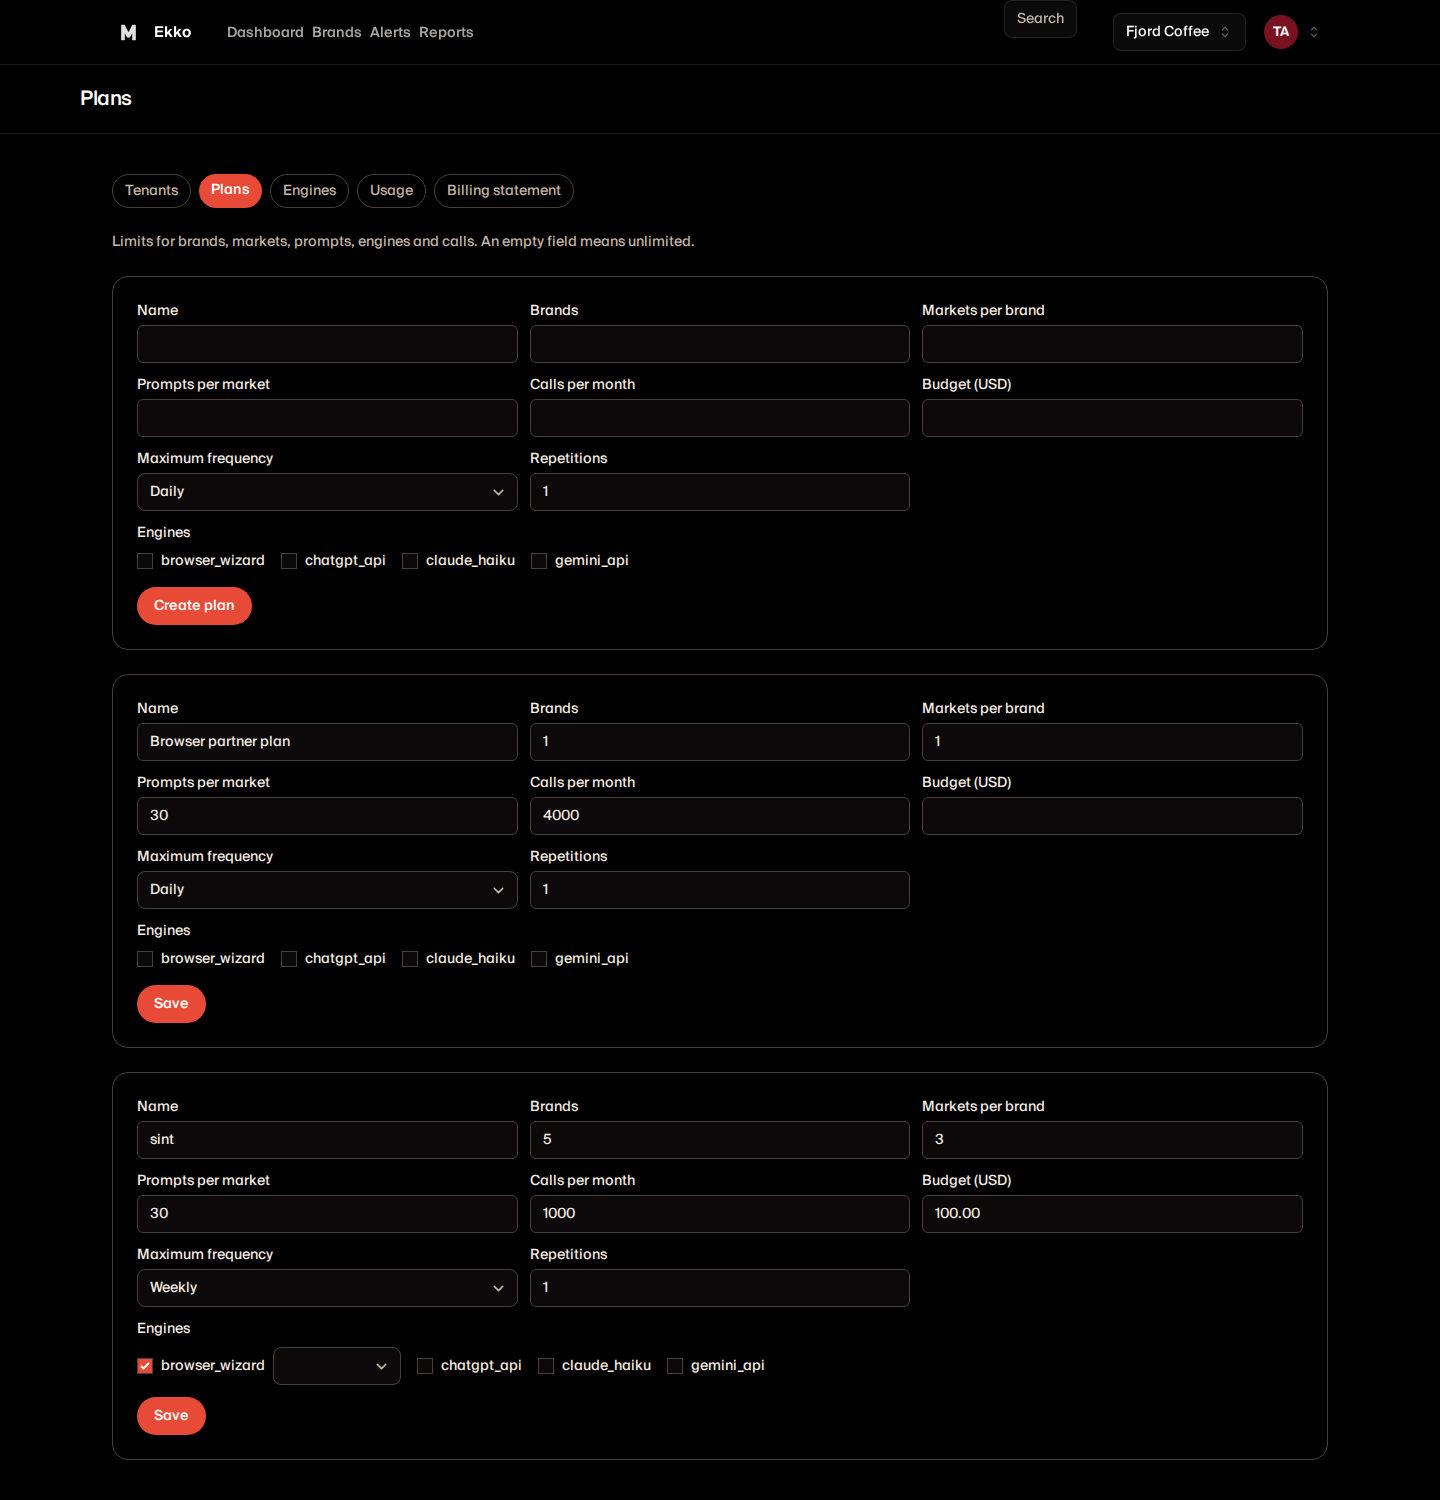 Ekko Dashboard Brands Alerts Reports Search Fjord Coffee TA
Plans
Tenants Plans Engines Usage Billing statement
Limits for brands, markets, prompts, engines and calls. An empty field means unlimited.
Name Brands Markets per brand
Prompts per market Calls per month Budget (USD)
Maximum frequency Repetitions
Daily 1
Engines
browser_wizard chatgpt_api claude_haiku gemini_api
Create plan
Name Brands Markets per brand
Browser partner plan 1 1
Prompts per market Calls per month Budget (USD)
30 4000
Maximum frequency Repetitions
Daily 1
Engines
browser_wizard chatgpt_api claude_haiku gemini_api
Save
Name Brands Markets per brand
sint 5 3
Prompts per market Calls per month Budget (USD)
30 1000 100.00
Maximum frequency Repetitions
Weekly 1
Engines
browser_wizard chatgpt_api claude_haiku gemini_api
Save